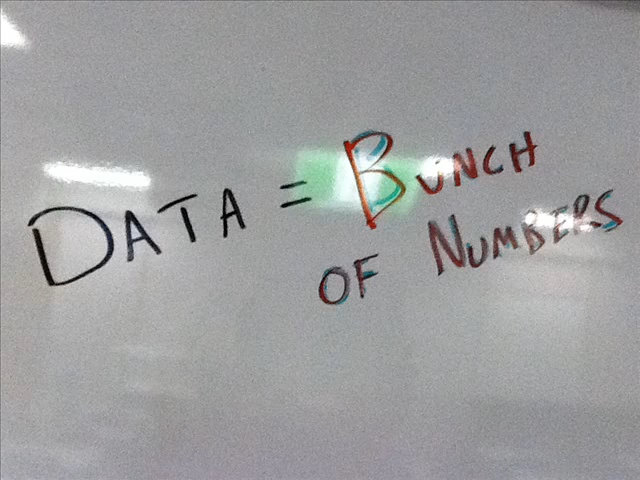 DATA = BUNCH
OF NUMBERS